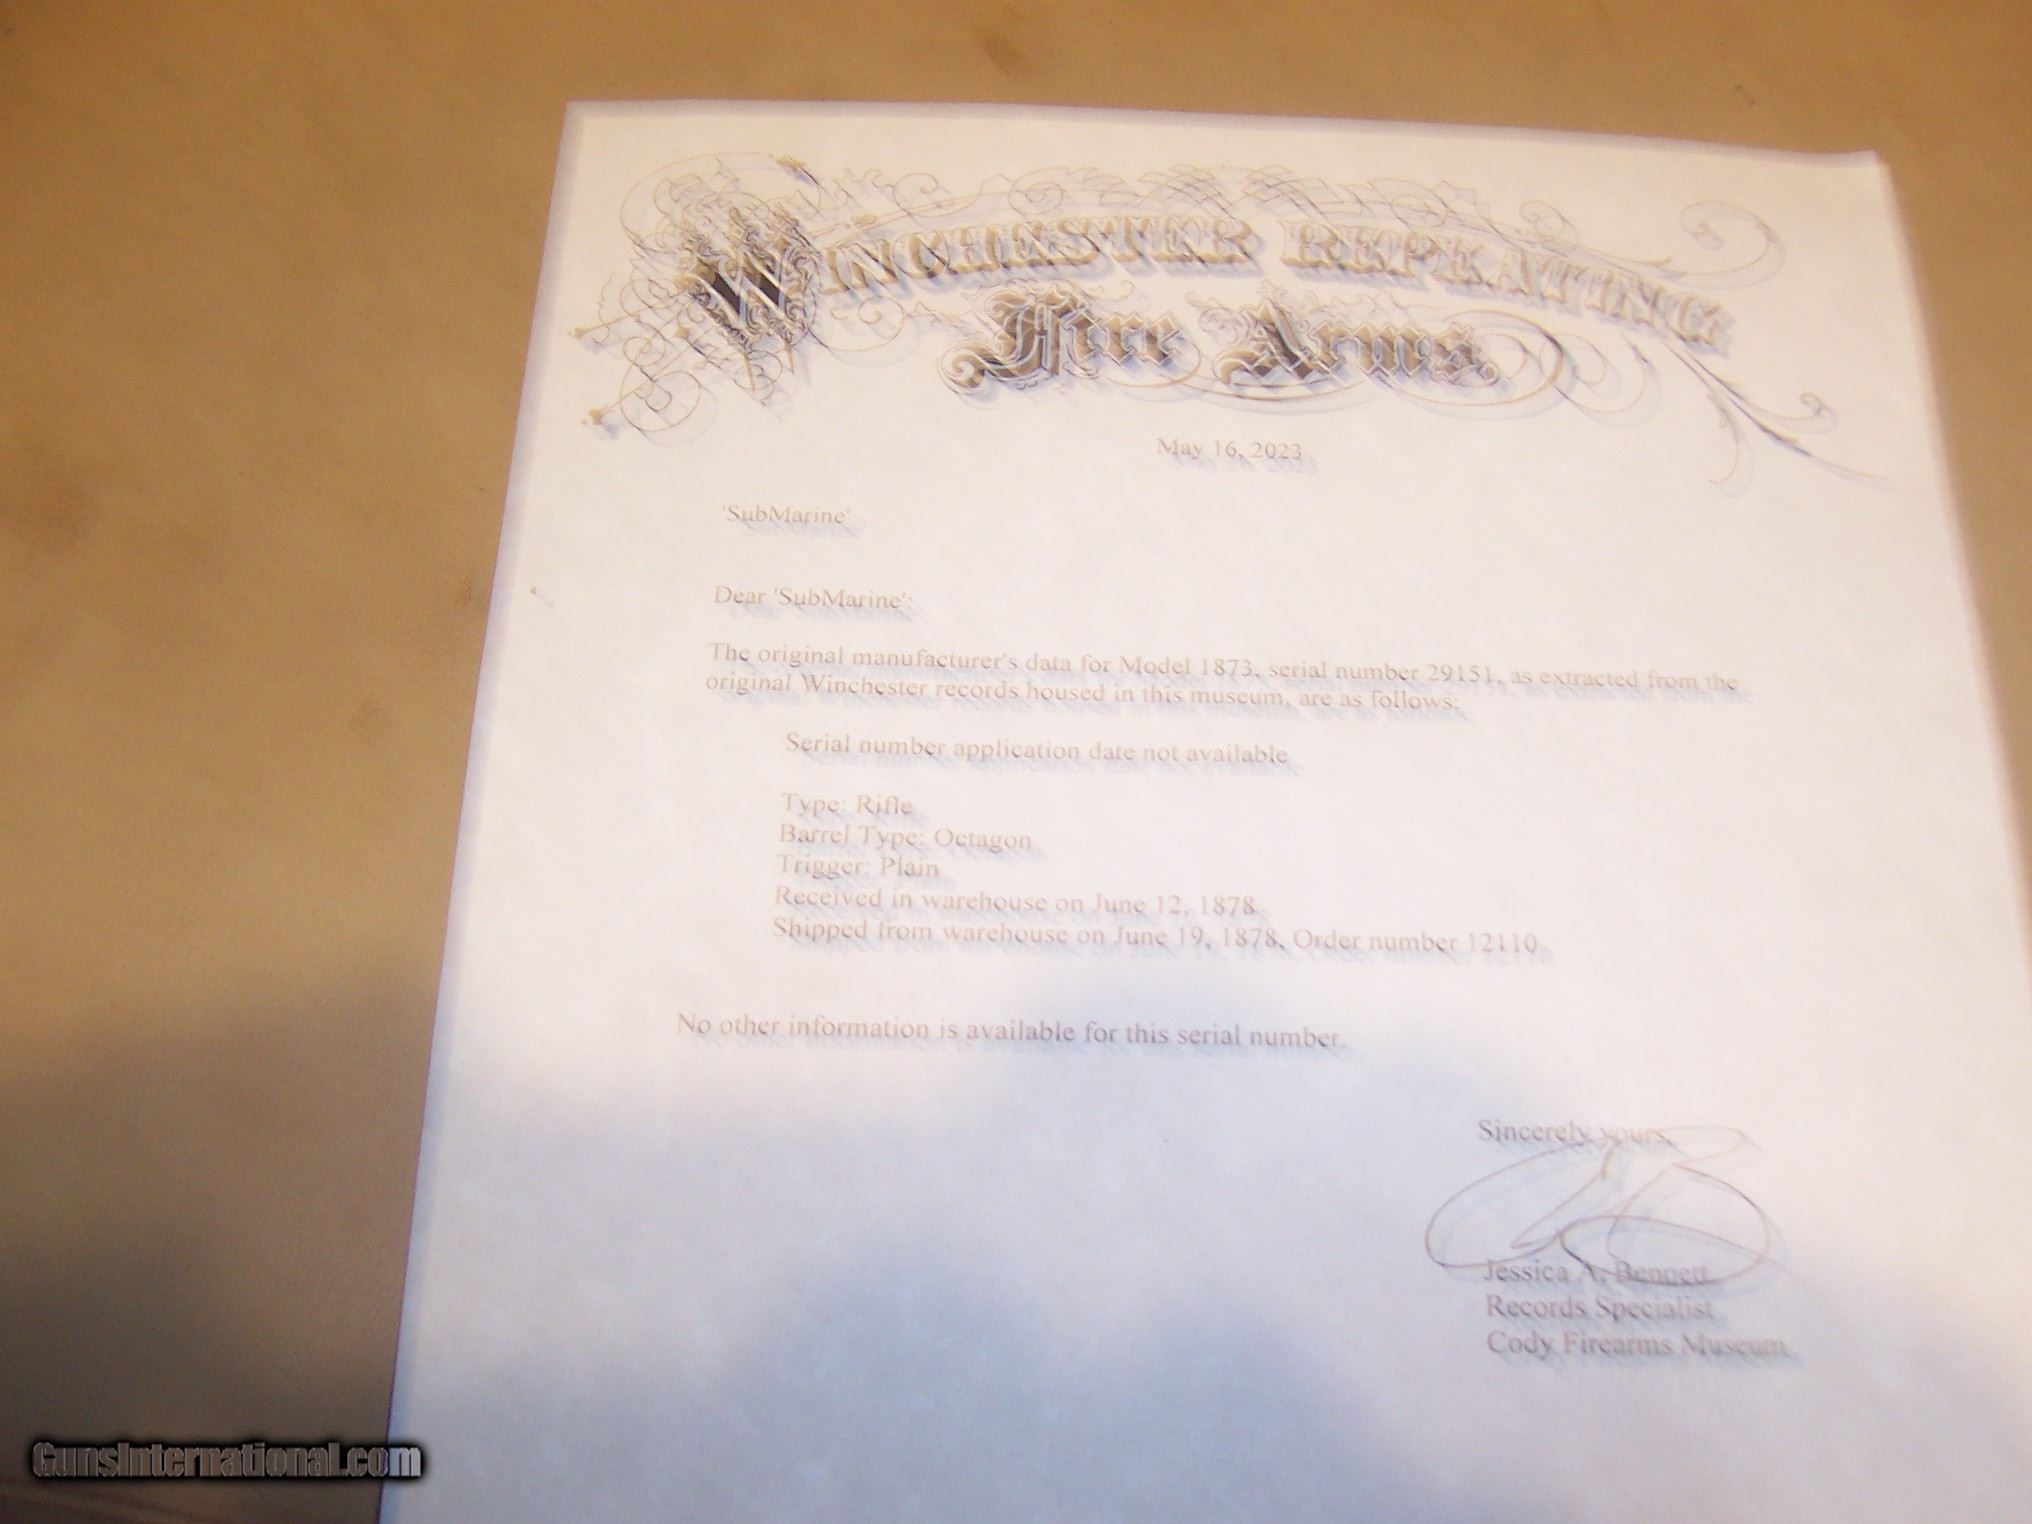 WINCHESTER REPEATING
Fire Arms.
May 16, 2023
'SubMarine'
Dear 'SubMarine':
The original manufacturer's data for Model 1873, serial number 29151, as extracted from the
original Winchester records housed in this museum, are as follows:
Serial number application date not available
Type: Rifle
Barrel Type: Octagon
Trigger: Plain
Received in warehouse on June 12, 1878
Shipped from warehouse on June 19, 1878, Order number 12110
No other information is available for this serial number.
Sincerely yours,
Jessica A. Bennett
Records Specialist
Cody Firearms Museum
GunsInternational.com